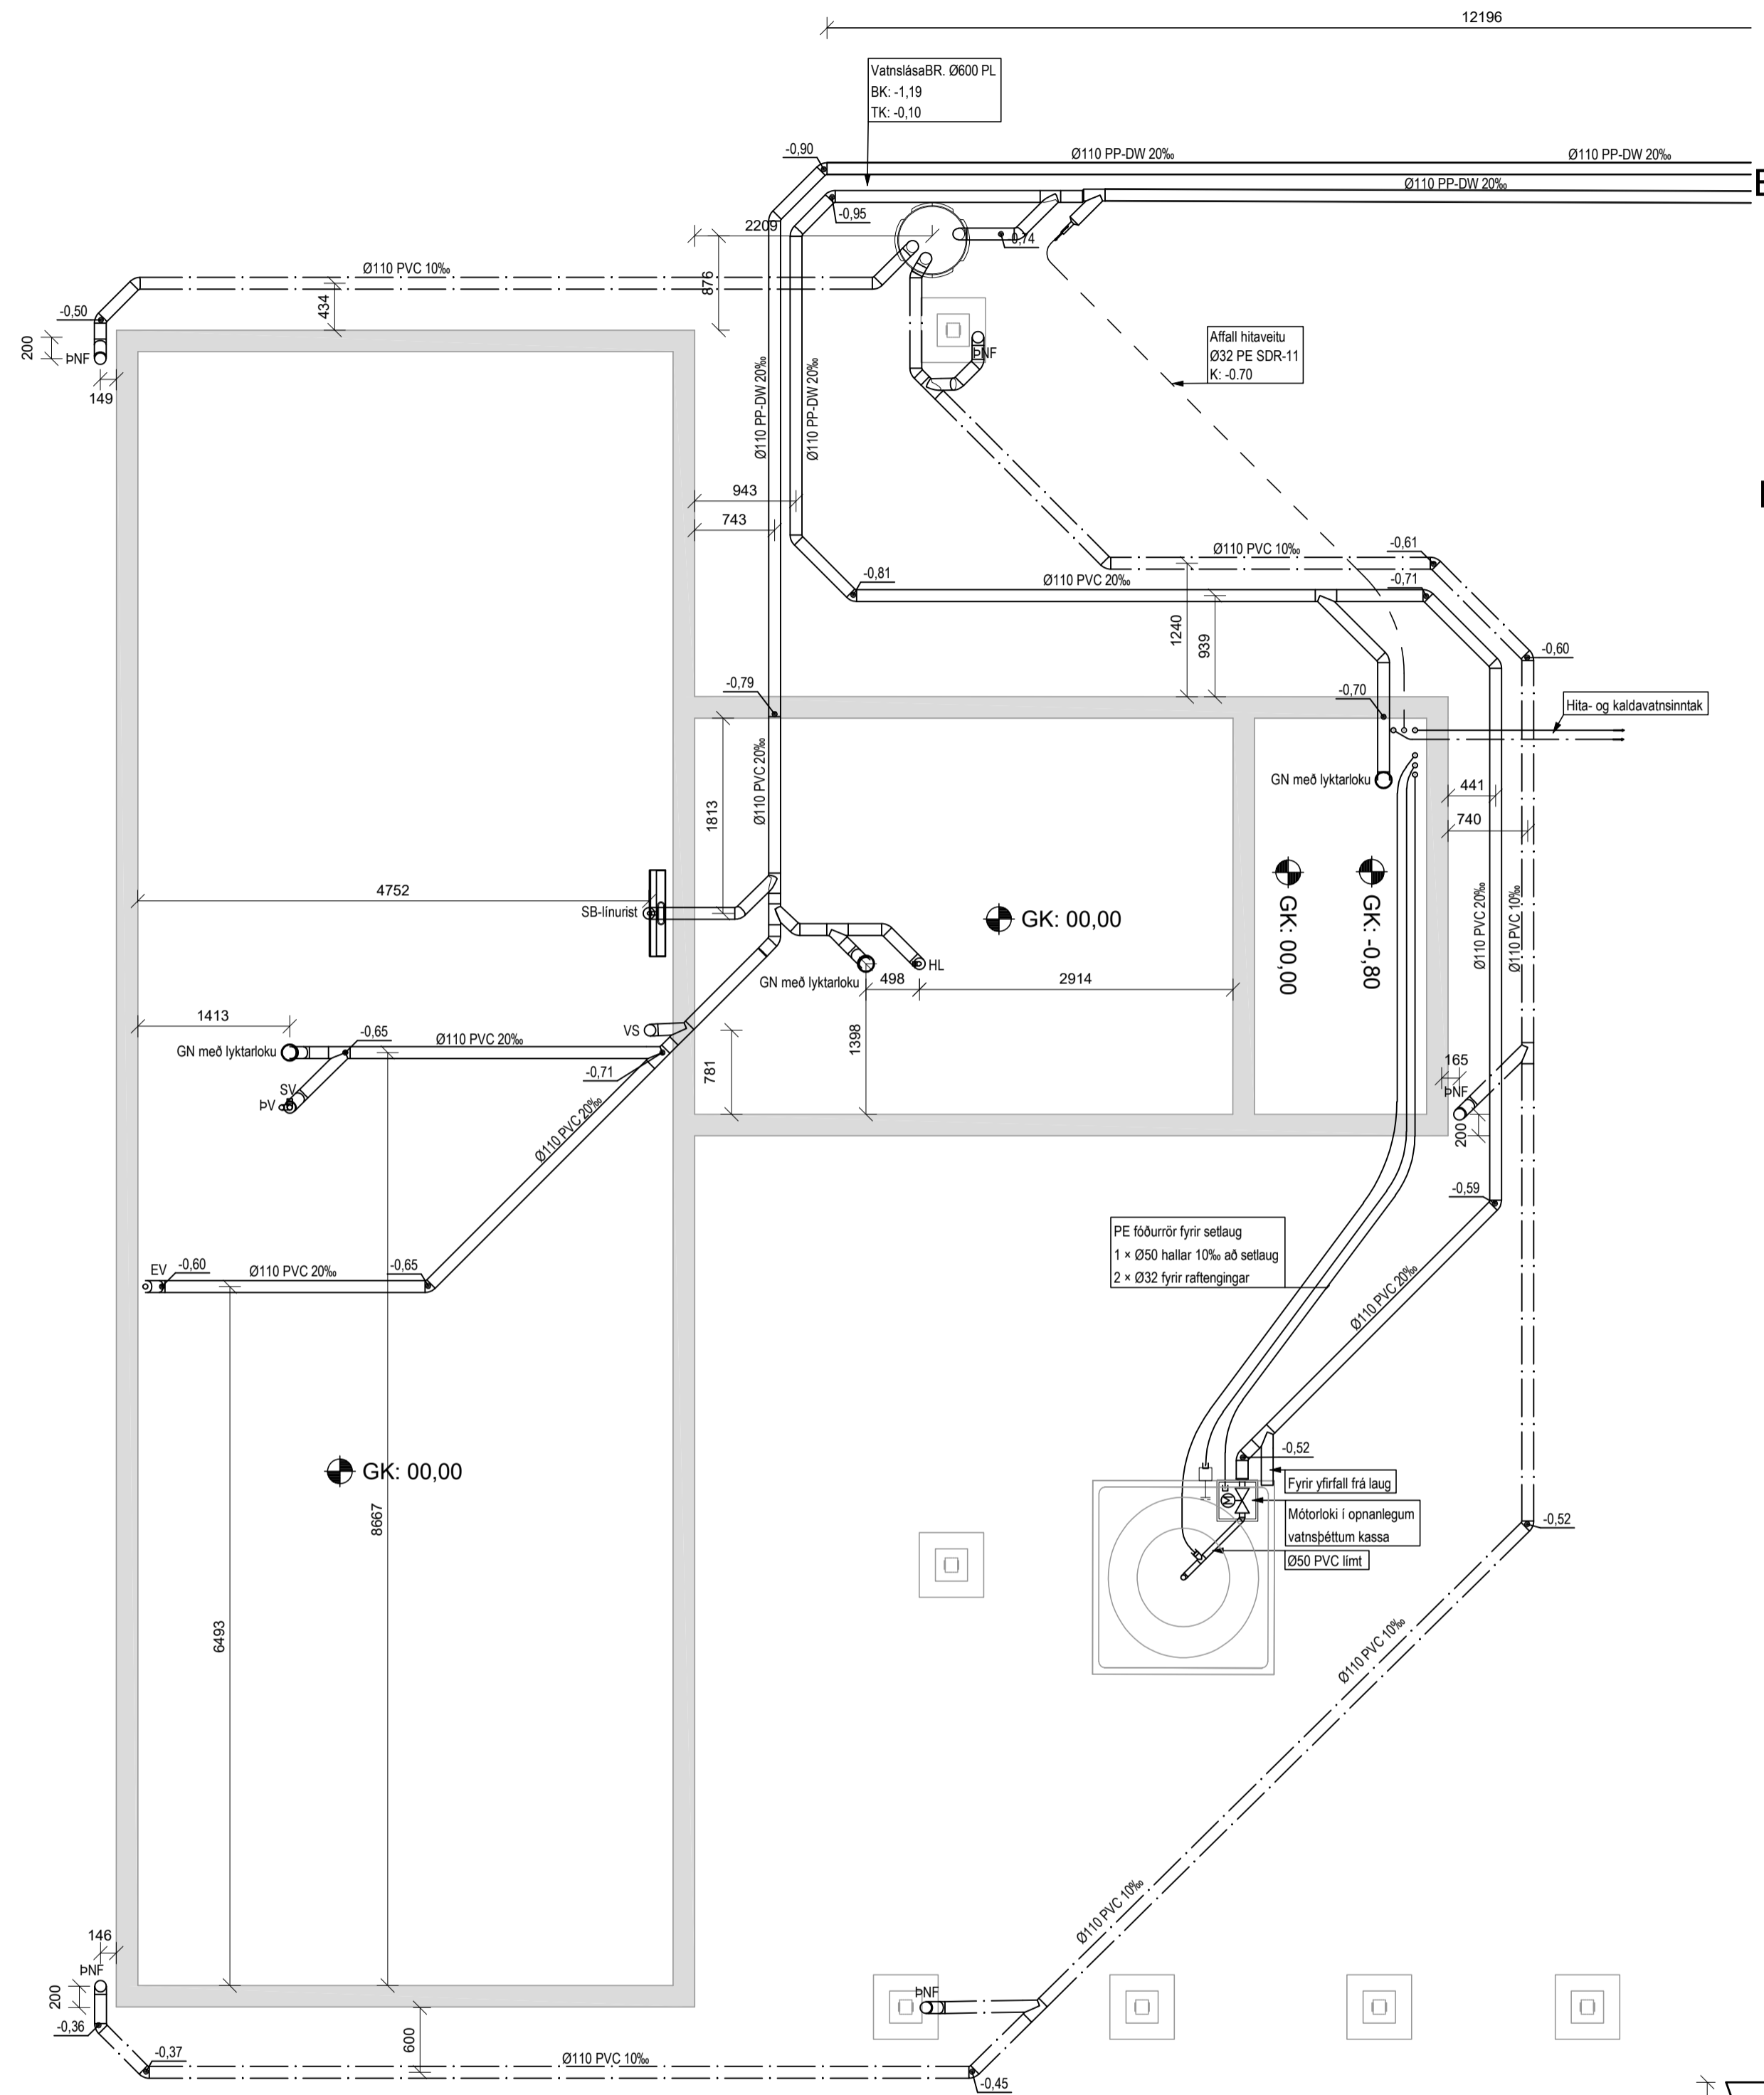 12196
VatnslásaBR. Ø600 PL
BK: -1,19
TK: -0,10
-0,90
Ø110 PP-DW 20‰
Ø110 PP-DW 20‰
Ø110 PP-DW 20‰
-0,95
2209
-0,74
876
Ø110 PVC 10‰
434
-0,50
200
ÞNF
149
ÞNF
Affall hitaveitu
Ø32 PE SDR-11
K: -0.70
Ø110 PP-DW 20‰
Ø110 PP-DW 20‰
943
743
-0,61
Ø110 PVC 10‰
-0,81
Ø110 PVC 20‰
-0,71
1240
939
-0,60
-0,79
-0,70
Hita- og kaldavatnsinntak
Ø110 PVC 20‰
1813
GN með lyktarloku
441
740
4752
SB-línurist
GK: 00,00
GK: 00,00
GK: -0,80
Ø110 PVC 20‰
Ø110 PVC 10‰
HL
GN með lyktarloku
498
2914
1413
VS
-0,65
Ø110 PVC 20‰
GN með lyktarloku
1398
781
-0,71
165
SV
ÞV
ÞNF
200
Ø110 PVC 20‰
-0,59
PE fóðurrör fyrir setlaug
1 × Ø50 hallar 10‰ að setlaug
2 × Ø32 fyrir raftengingar
EV
-0,60
Ø110 PVC 20‰
-0,65
Ø110 PVC 20‰
-0,52
GK: 00,00
Fyrir yfirfall frá laug
M
Mótorloki í opnanlegum
vatnsþéttum kassa
Ø50 PVC límt
8667
-0,52
6493
Ø110 PVC 10‰
Ø110 PVC 10‰
146
ÞNF
200
ÞNF
-0,36
600
-0,37
Ø110 PVC 10‰
-0,45